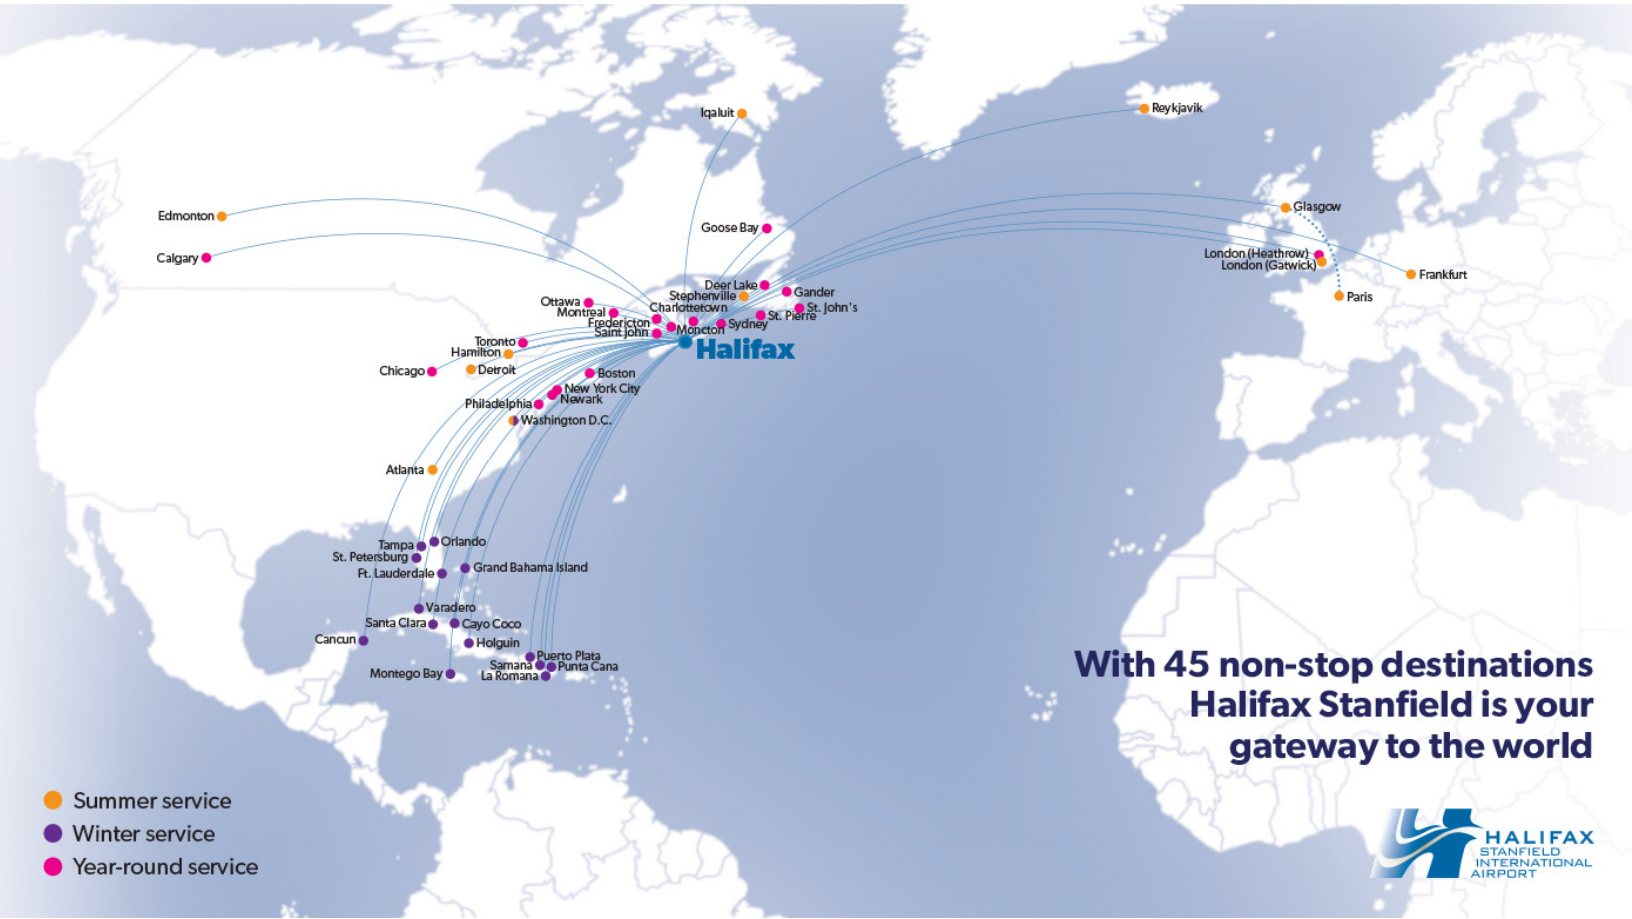 Iqaluit
Reykjavik
Edmonton
Glasgow
Goose Bay
Calgary
London (Heathrow)
London (Gatwick)
Frankfurt
Deer Lake
Gander
Stephenville
Paris
Ottawa
Charlottetown
St. John's
Montreal
St. Pierre
Fredericton
Sydney
Moncton
Saint John
Toronto
Halifax
Hamilton
Chicago
Detroit
Boston
New York City
Newark
Philadelphia
Washington D.C.
Atlanta
Tampa
Orlando
St. Petersburg
Ft. Lauderdale
Grand Bahama Island
Varadero
Santa Clara
Cayo Coco
Cancun
Holguin
Puerto Plata
Samana
Punta Cana
Montego Bay
La Romana
With 45 non-stop destinations
Halifax Stanfield is your
gateway to the world
Summer service
Winter service
Year-round service
HALIFAX
STANFIELD
INTERNATIONAL
AIRPORT